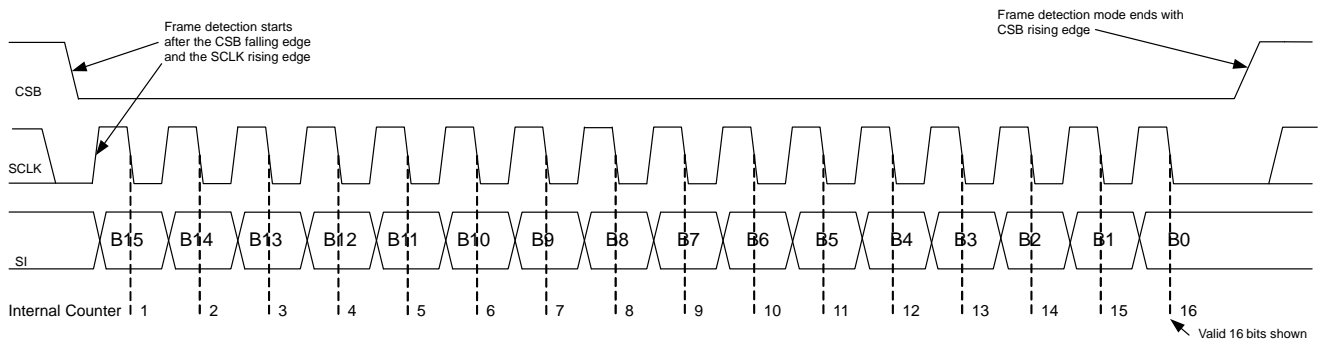 Frame detection starts
after the CSB falling edge
and the SCLK rising edge
Frame detection mode ends with
CSB rising edge
CSB
SCLK
SI
B15 B14 B13 B12 B11 B10 B9 B8 B7 B6 B5 B4 B3 B2 B1 B0
Internal Counter 1 2 3 4 5 6 7 8 9 10 11 12 13 14 15 16
Valid 16 bits shown